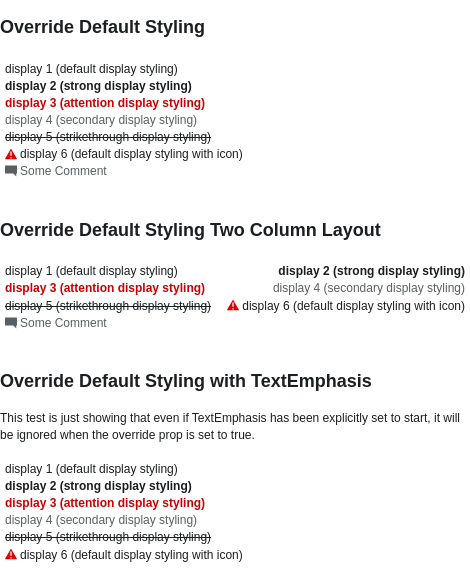 Override Default Styling
display 1 (default display styling)
display 2 (strong display styling)
display 3 (attention display styling)
display 4 (secondary display styling)
display 5 (strikethrough display styling)
display 6 (default display styling with icon)
Some Comment
Override Default Styling Two Column Layout
display 1 (default display styling) display 2 (strong display styling)
display 3 (attention display styling) display 4 (secondary display styling)
display 5 (strikethrough display styling) display 6 (default display styling with icon)
Some Comment
Override Default Styling with TextEmphasis
This test is just showing that even if TextEmphasis has been explicitly set to start, it will
be ignored when the override prop is set to true.
display 1 (default display styling)
display 2 (strong display styling)
display 3 (attention display styling)
display 4 (secondary display styling)
display 5 (strikethrough display styling)
display 6 (default display styling with icon)